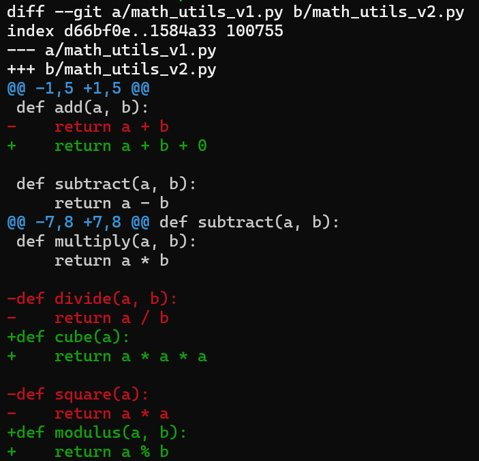 diff --git a/math_utils_v1.py b/math_utils_v2.py
index d66bf0e..1584a33 100755
--- a/math_utils_v1.py
+++ b/math_utils_v2.py
@@ -1,5 +1,5 @@
 def add(a, b):
-    return a + b
+    return a + b + 0

 def subtract(a, b):
     return a - b
@@ -7,8 +7,8 @@ def subtract(a, b):
 def multiply(a, b):
     return a * b

-def divide(a, b):
-    return a / b
+def cube(a):
+    return a * a * a

-def square(a):
-    return a * a
+def modulus(a, b):
+    return a % b